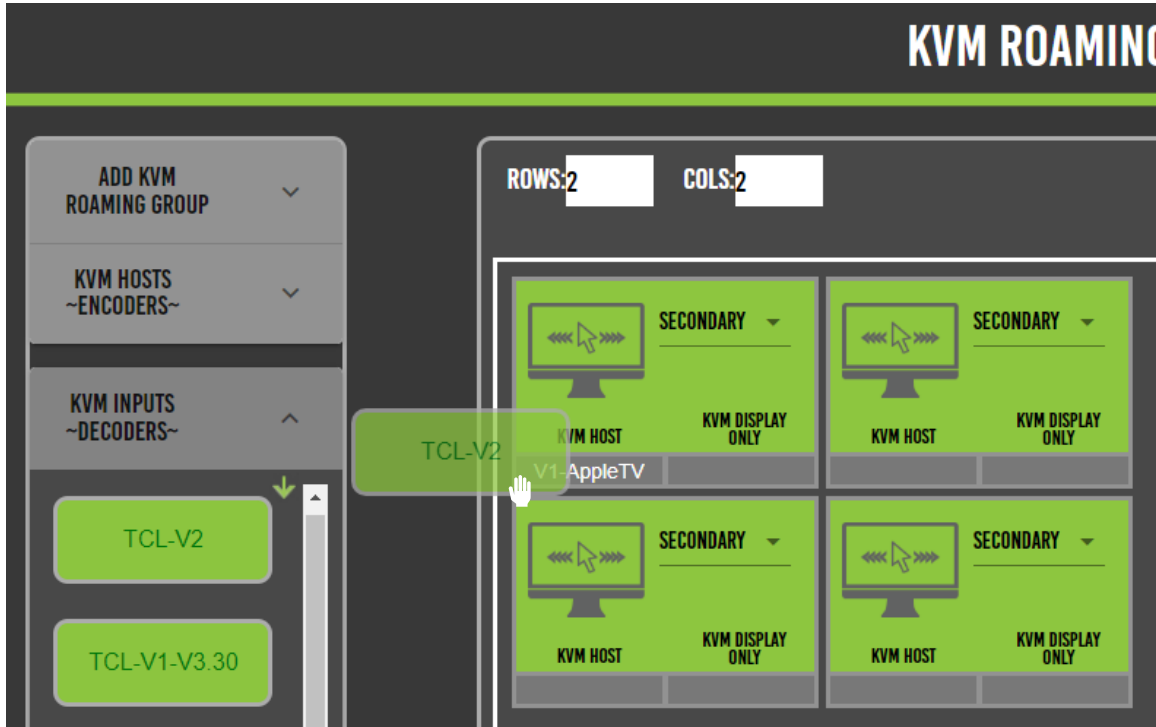 KVM ROAMING
ADD KVM
ROAMING GROUP
KVM HOSTS
~ENCODERS~
KVM INPUTS
~DECODERS~
TCL-V2
TCL-V1-V3.30
TCL-V2
ROWS:2
COLS:2
SECONDARY
KVM HOST
KVM DISPLAY
ONLY
V1-AppleTV
SECONDARY
KVM HOST
KVM DISPLAY
ONLY
SECONDARY
KVM HOST
KVM DISPLAY
ONLY
SECONDARY
KVM HOST
KVM DISPLAY
ONLY